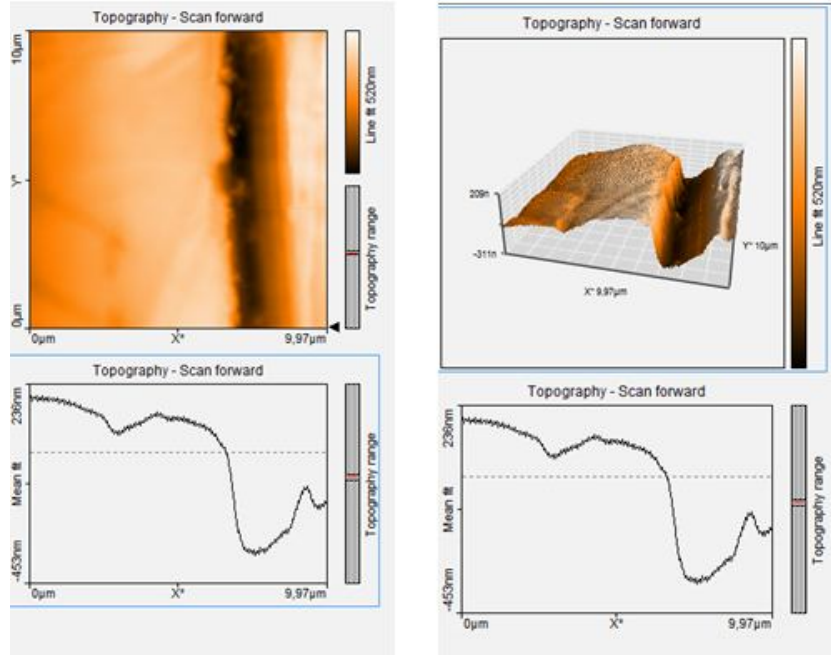 Topography - Scan forward
10µm
Y*
0µm
0µm
X*
9,97µm
Line fit 520nm
Topography range
Topography - Scan forward
236nm
Mean fit
-453nm
0µm
X*
9,97µm
Topography range
Topography - Scan forward
209n
-311n
X* 9,97µm
Y* 10µm
Line fit 520nm
Topography - Scan forward
236nm
Mean fit
-453nm
0µm
X*
9,97µm
Topography range